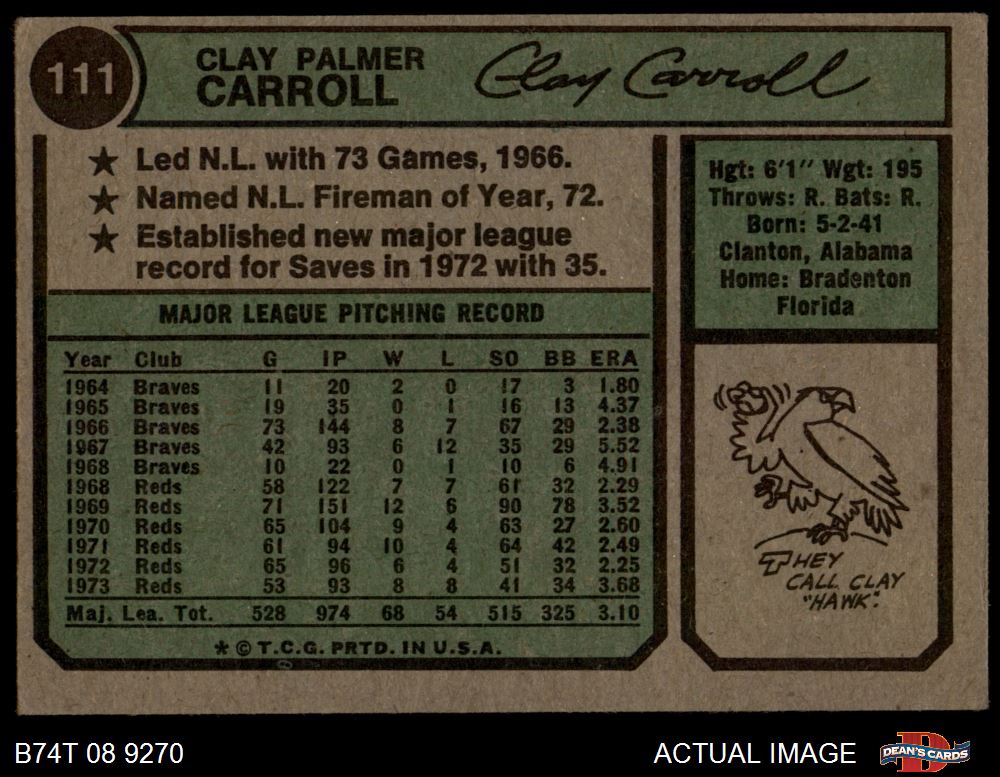 111
CLAY PALMER
CARROLL
Clay Carroll
★ Led N.L. with 73 Games, 1966.
★ Named N.L. Fireman of Year, 72.
★ Established new major league
record for Saves in 1972 with 35.
Hgt: 6'1" Wgt: 195
Throws: R. Bats: R.
Born: 5-2-41
Clanton, Alabama
Home: Bradenton
Florida
MAJOR LEAGUE PITCHING RECORD
Year Club G IP W L SO BB ERA
1964 Braves 11 20 2 0 17 3 1.80
1965 Braves 19 35 0 1 16 13 4.37
1966 Braves 73 144 8 7 67 29 2.38
1967 Braves 42 93 6 12 35 29 5.52
1968 Braves 10 22 0 1 10 6 4.91
1968 Reds 58 122 7 7 61 32 2.29
1969 Reds 71 151 12 6 90 78 3.52
1970 Reds 65 104 9 4 63 27 2.60
1971 Reds 61 94 10 4 64 42 2.49
1972 Reds 65 96 6 4 51 32 2.25
1973 Reds 53 93 8 8 41 34 3.68
Maj. Lea. Tot. 528 974 68 54 515 325 3.10
* © T.C.G. PRTD. IN U.S.A.
THEY
CALL CLAY
"HAWK".
B74T 08 9270
ACTUAL IMAGE
DEAN'S CARDS